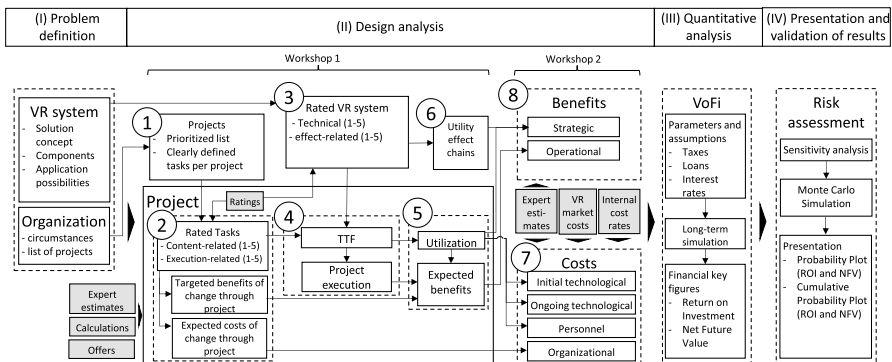 (I) Problem
definition
(II) Design analysis
(III) Quantitative
analysis
(IV) Presentation and
validation of results
Workshop 1
Workshop 2
VR system
- Solution
concept
- Components
- Application
possibilities
Organization
- circumstances
- list of projects
Expert
estimates
Calculations
Offers
1
Projects
- Prioritized list
- Clearly defined
tasks per project
3
Rated VR system
- Technical (1-5)
- effect-related (1-5)
6
Utility
effect
chains
Project
Ratings
2
Rated Tasks
- Content-related (1-5)
- Execution-related (1-5)
Targeted benefits of
change through
project
Expected costs of
change through
project
4
TTF
Project
execution
5
Utilization
Expected
benefits
8
Benefits
Strategic
Operational
Expert
esti-
mates
VR
market
costs
Internal
cost
rates
7
Costs
Initial technological
Ongoing technological
Personnel
Organizational
VoFi
Parameters and
assumptions
- Taxes
- Loans
- Interest
rates
Long-term
simulation
Financial key
figures
- Return on
Investment
- Net Future
Value
Risk
assessment
Sensitivity analysis
Monte Carlo
Simulation
Presentation
- Probability Plot
(ROI and NFV)
- Cumulative
Probability Plot
(ROI and NFV)